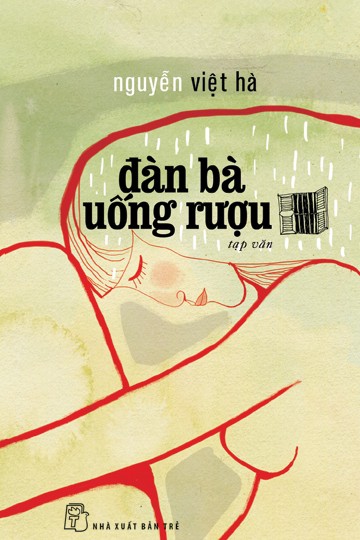 nguyễn việt hà
đàn bà
uống rượu
tạp văn
NHÀ XUẤT BẢN TRẺ